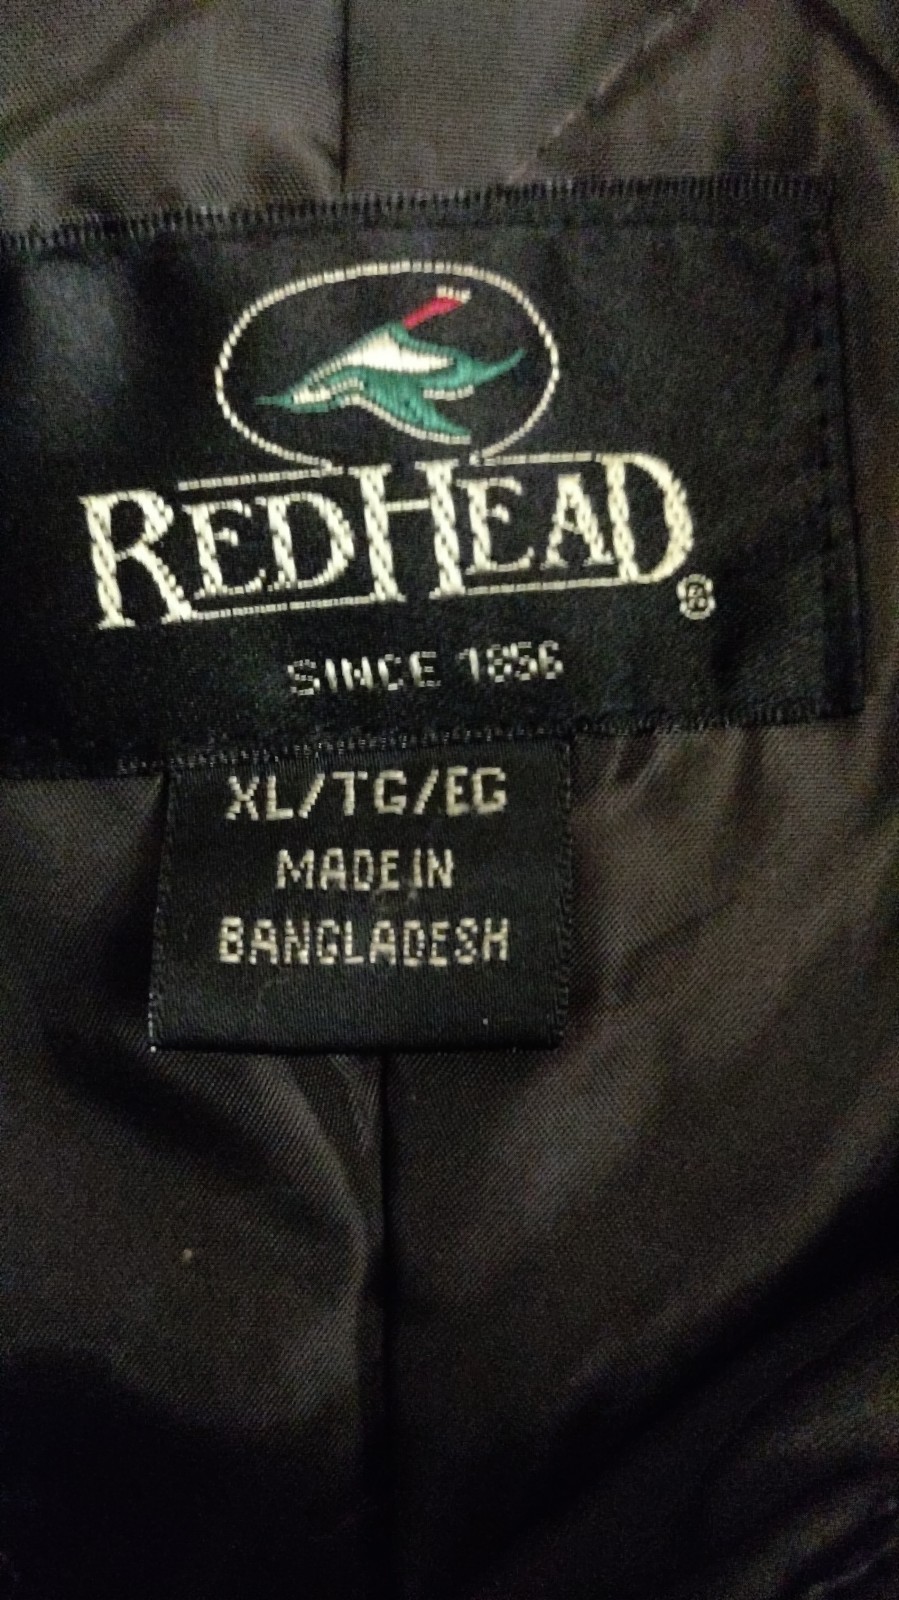 REDHEAD®
SINCE 1856
XL/TG/EG
MADE IN
BANGLADESH